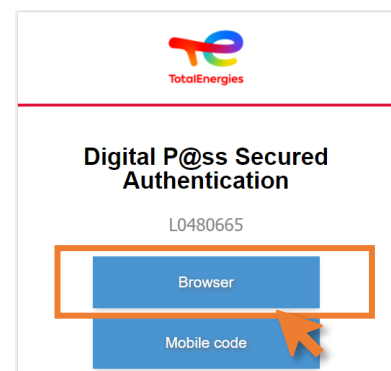 TotalEnergies
Digital P@ss Secured
Authentication
L0480665
Browser
Mobile code